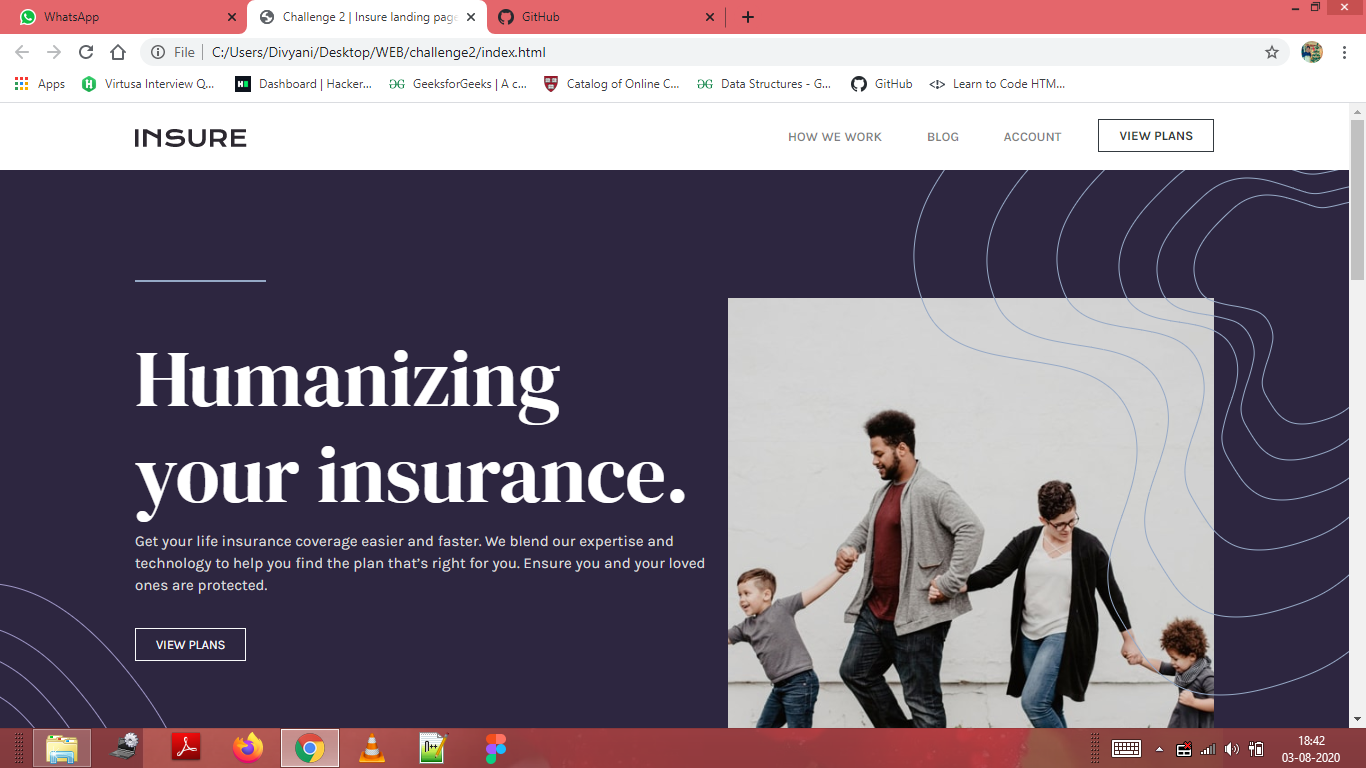 WhatsApp
Challenge 2 | Insure landing page
GitHub
File
C:/Users/Divyani/Desktop/WEB/challenge2/index.html
Apps
Virtusa Interview Q...
Dashboard | Hacker...
GeeksforGeeks | A c...
Catalog of Online C...
Data Structures - G...
GitHub
Learn to Code HTM...
INSURE
HOW WE WORK
BLOG
ACCOUNT
VIEW PLANS
Humanizing
your insurance.
Get your life insurance coverage easier and faster. We blend our expertise and
technology to help you find the plan that's right for you. Ensure you and your loved
ones are protected.
VIEW PLANS
18:42
03-08-2020